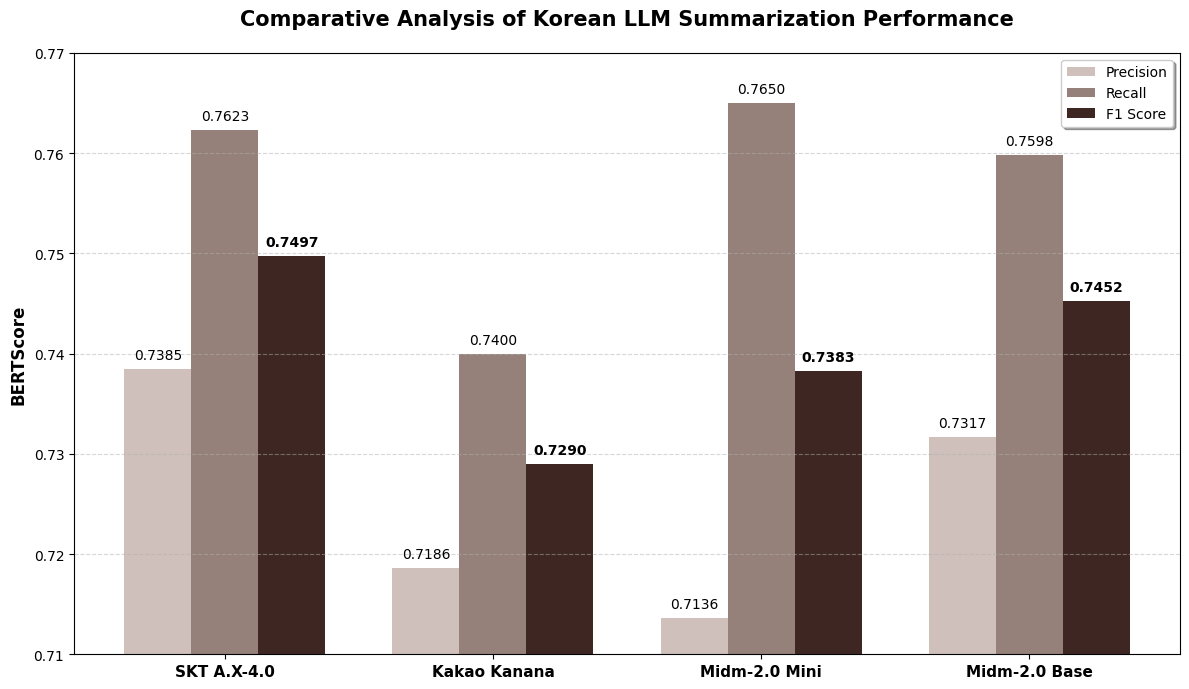 Comparative Analysis of Korean LLM Summarization Performance
Precision
Recall
F1 Score
BERTScore
0.77
0.76
0.75
0.74
0.73
0.72
0.71
0.7385
0.7623
0.7497
0.7186
0.7400
0.7290
0.7136
0.7650
0.7383
0.7317
0.7598
0.7452
SKT A.X-4.0
Kakao Kanana
Midm-2.0 Mini
Midm-2.0 Base